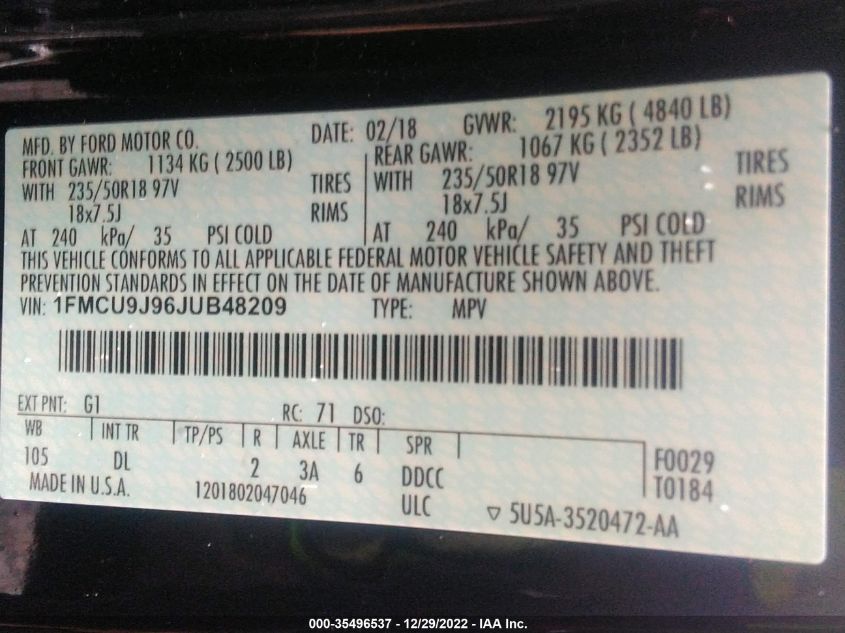 MFD. BY FORD MOTOR CO. DATE: 02/18 GVWR: 2195 KG ( 4840 LB)
FRONT GAWR: 1134 KG ( 2500 LB) REAR GAWR: 1067 KG ( 2352 LB)
WITH 235/50R18 97V TIRES WITH 235/50R18 97V TIRES
18x7.5J RIMS 18x7.5J RIMS
AT 240 kPa/ 35 PSI COLD AT 240 kPa/ 35 PSI COLD
THIS VEHICLE CONFORMS TO ALL APPLICABLE FEDERAL MOTOR VEHICLE SAFETY AND THEFT
PREVENTION STANDARDS IN EFFECT ON THE DATE OF MANUFACTURE SHOWN ABOVE.
VIN: 1FMCU9J96JUB48209 TYPE: MPV
EXT PNT: G1 RC: 71 DSO:
WB INT TR TP/PS R AXLE TR SPR
105 DL 2 3A 6 DDCC F0029
MADE IN U.S.A. 1201802047046 ULC T0184
5U5A-3520472-AA
000-35496537 - 12/29/2022 - IAA Inc.